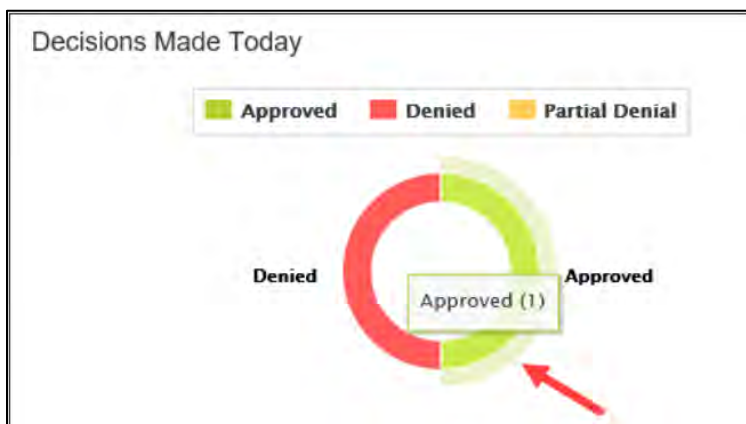 Decisions Made Today
Approved Denied Partial Denial
Denied Approved
Approved (1)